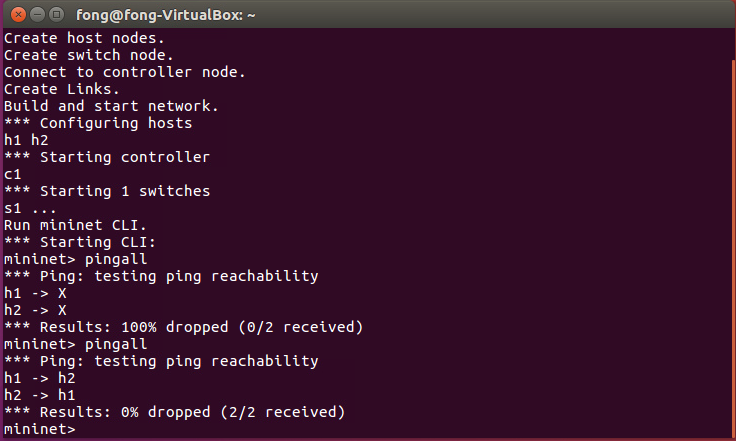 fong@fong-VirtualBox: ~
Create host nodes.
Create switch node.
Connect to controller node.
Create Links.
Build and start network.
*** Configuring hosts
h1 h2
*** Starting controller
c1
*** Starting 1 switches
s1 ...
Run mininet CLI.
*** Starting CLI:
mininet> pingall
*** Ping: testing ping reachability
h1 -> X
h2 -> X
*** Results: 100% dropped (0/2 received)
mininet> pingall
*** Ping: testing ping reachability
h1 -> h2
h2 -> h1
*** Results: 0% dropped (2/2 received)
mininet>